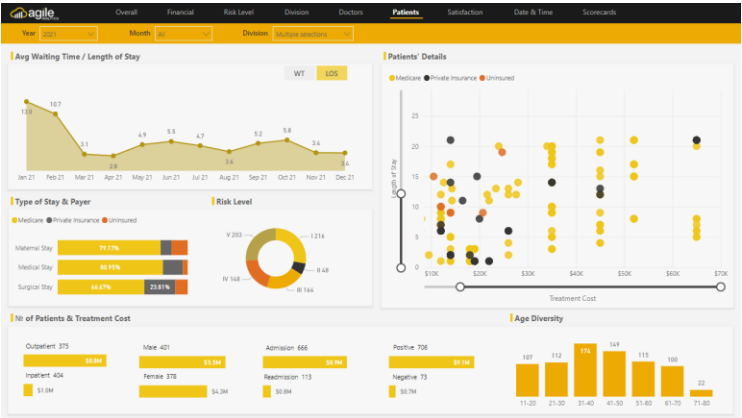 agile
Overall Financial Risk Level Division Doctors Patients Satisfaction Date & Time Scorecards
Year 2021 Month All Division Multiple selections
Avg Waiting Time / Length of Stay
WT LOS
13.0 10.7 3.1 2.8 4.9 5.5 4.7 3.6 5.2 5.8 3.4 3.4
Jan 21 Feb 21 Mar 21 Apr 21 May 21 Jun 21 Jul 21 Aug 21 Sep 21 Oct 21 Nov 21 Dec 21
Patients' Details
Medicare Private Insurance Uninsured
Length of Stay
25
20
15
10
5
0
$10K $20K $30K $40K $50K $60K $70K
Treatment Cost
Type of Stay & Payer
Medicare Private Insurance Uninsured
Maternal Stay 79.17%
Medical Stay 80.95%
Surgical Stay 66.67% 23.81%
Risk Level
V 203
I 216
II 48
IV 148
III 164
№ of Patients & Treatment Cost
Outpatient 375
$8.8M
Inpatient 404
$1.0M
Male 401
$5.5M
Female 378
$4.3M
Admission 666
$8.9M
Readmission 113
$0.8M
Positive 706
$9.1M
Negative 73
$0.7M
Age Diversity
107 112 174 149 115 100 22
11-20 21-30 31-40 41-50 51-60 61-70 71-80